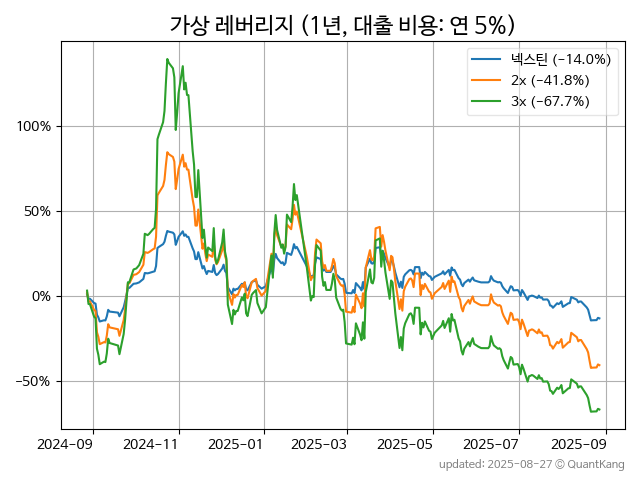 가상 레버리지 (1년, 대출 비용: 연 5%)
넥스틴 (−14.0%)
2x (−41.8%)
3x (−67.7%)
100%
50%
0%
−50%
2024-09 2024-11 2025-01 2025-03 2025-05 2025-07 2025-09
updated: 2025-08-27 © QuantKang